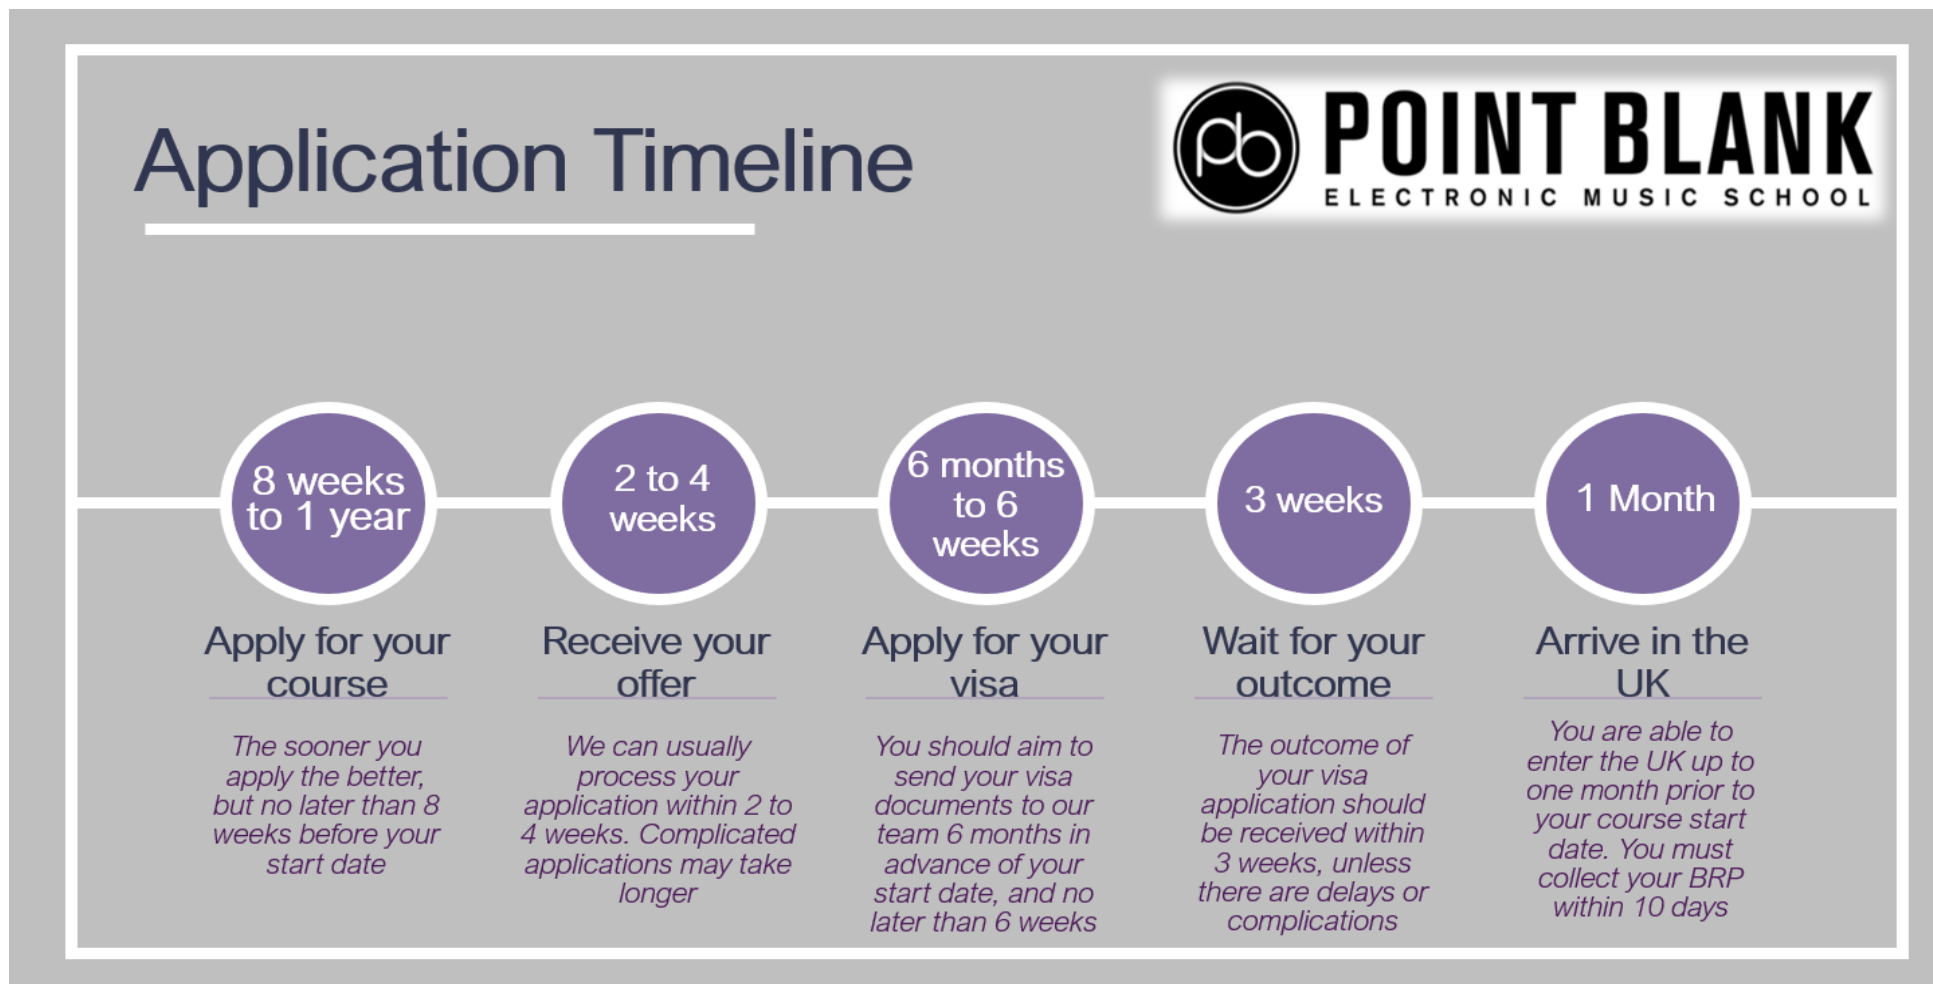 Application Timeline
pb
POINT BLANK
ELECTRONIC MUSIC SCHOOL
8 weeks
to 1 year
Apply for your
course
The sooner you
apply the better,
but no later than 8
weeks before your
start date
2 to 4
weeks
Receive your
offer
We can usually
process your
application within 2 to
4 weeks. Complicated
applications may take
longer
6 months
to 6
weeks
Apply for your
visa
You should aim to
send your visa
documents to our
team 6 months in
advance of your
start date, and no
later than 6 weeks
3 weeks
Wait for your
outcome
The outcome of
your visa
application should
be received within
3 weeks, unless
there are delays or
complications
1 Month
Arrive in the
UK
You are able to
enter the UK up to
one month prior to
your course start
date. You must
collect your BRP
within 10 days